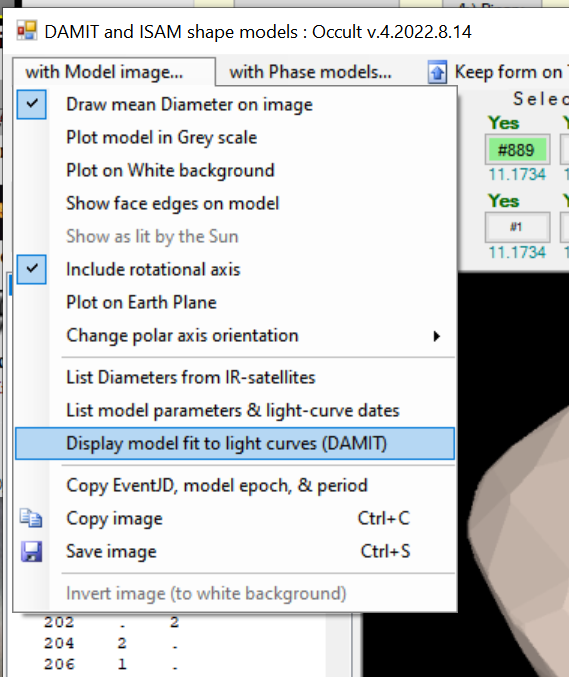 DAMIT and ISAM shape models : Occult v.4.2022.8.14
with Model image... with Phase models... Keep form on
Draw mean Diameter on image
Plot model in Grey scale
Plot on White background
Show face edges on model
Show as lit by the Sun
Include rotational axis
Plot on Earth Plane
Change polar axis orientation
List Diameters from IR-satellites
List model parameters & light-curve dates
Display model fit to light curves (DAMIT)
Copy EventJD, model epoch, & period
Copy image Ctrl+C
Save image Ctrl+S
Invert image (to white background)
Yes
#889
11.1734
Yes
#1
11.1734
202 . 2
204 2 .
206 1 .